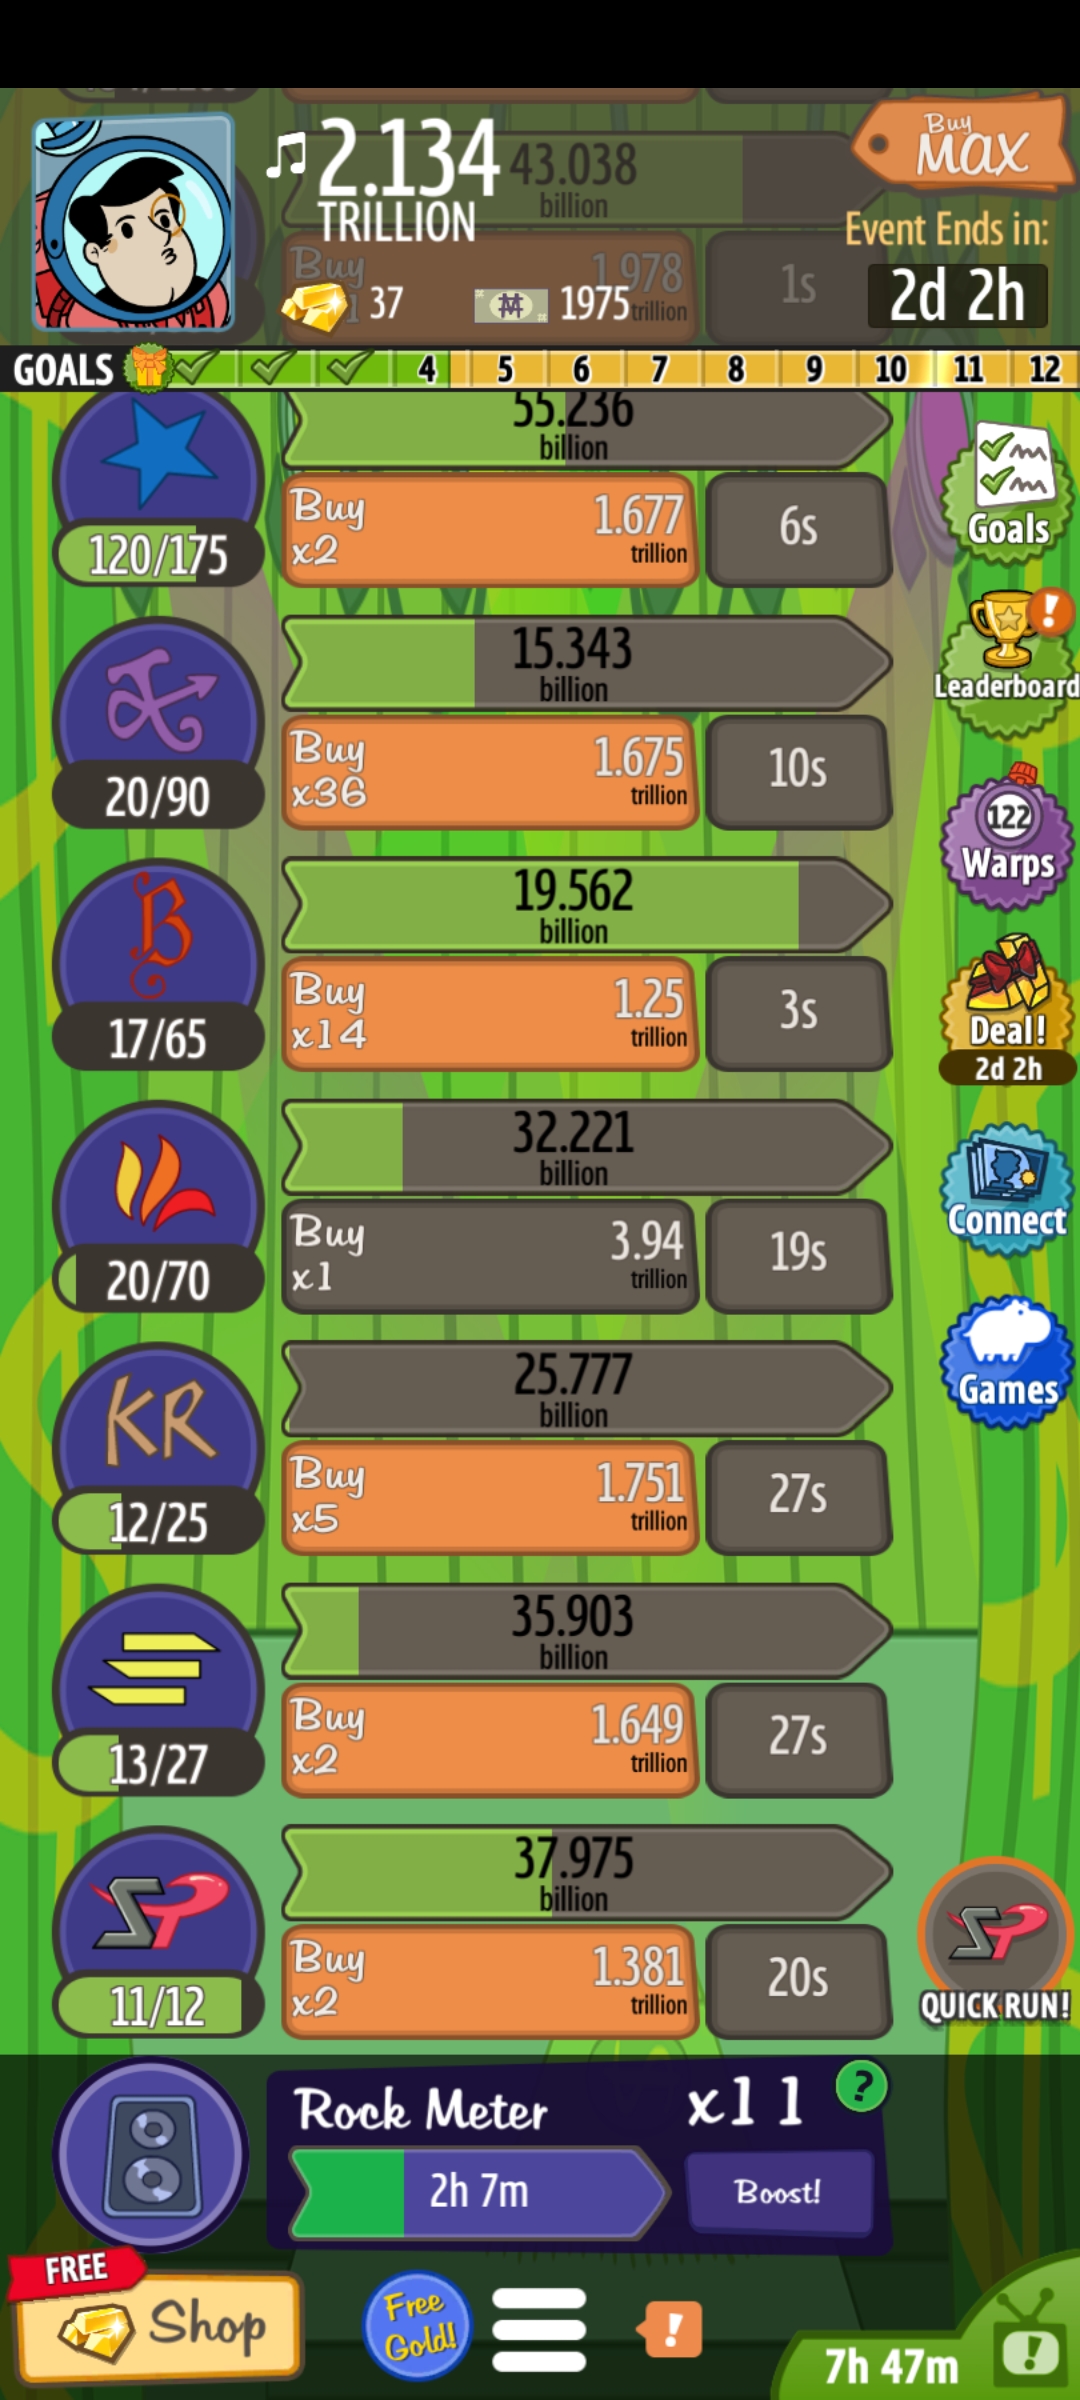 2.134
TRILLION
43.038
billion
Buy
MAX
Event Ends in:
2d 2h
Buy
1.978
trillion
1s
37
1975
GOALS
4
5
6
7
8
9
10
11
12
55.236
billion
Buy
x2
1.677
trillion
6s
120/175
Goals
15.343
billion
Buy
x36
1.675
trillion
10s
20/90
Leaderboard
19.562
billion
Buy
x14
1.25
trillion
3s
B
17/65
122
Warps
Deal!
2d 2h
32.221
billion
Buy
x1
3.94
trillion
19s
20/70
Connect
25.777
billion
Buy
x5
1.751
trillion
27s
KR
12/25
Games
35.903
billion
Buy
x2
1.649
trillion
27s
13/27
37.975
billion
Buy
x2
1.381
trillion
20s
SP
11/12
SP
QUICK RUN!
Rock Meter
x11
?
2h 7m
Boost!
FREE
Shop
Free
Gold!
!
7h 47m
!